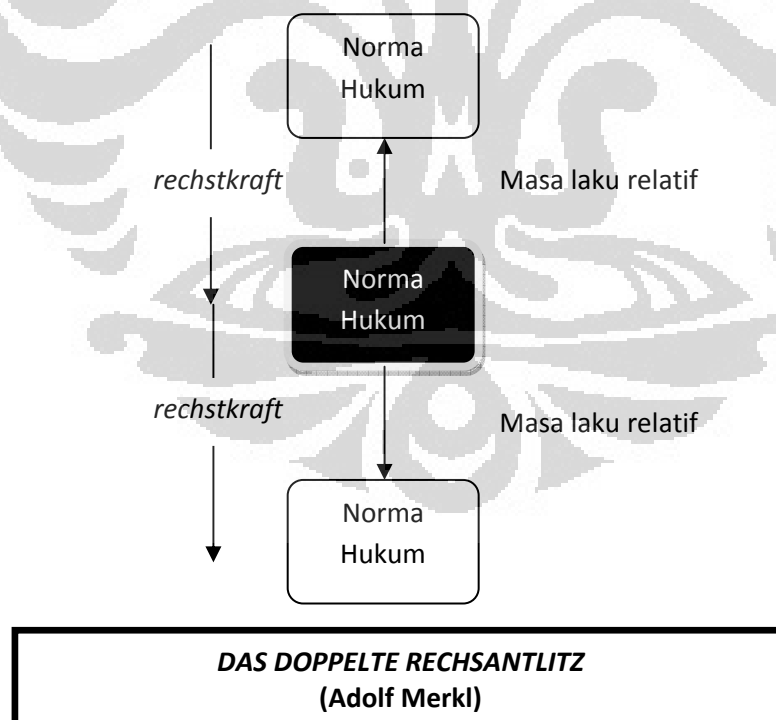 Norma
Hukum
rechstkraft
Masa laku relatif
Norma
Hukum
rechstkraft
Masa laku relatif
Norma
Hukum
DAS DOPPELTE RECHSANTLITZ
(Adolf Merkl)